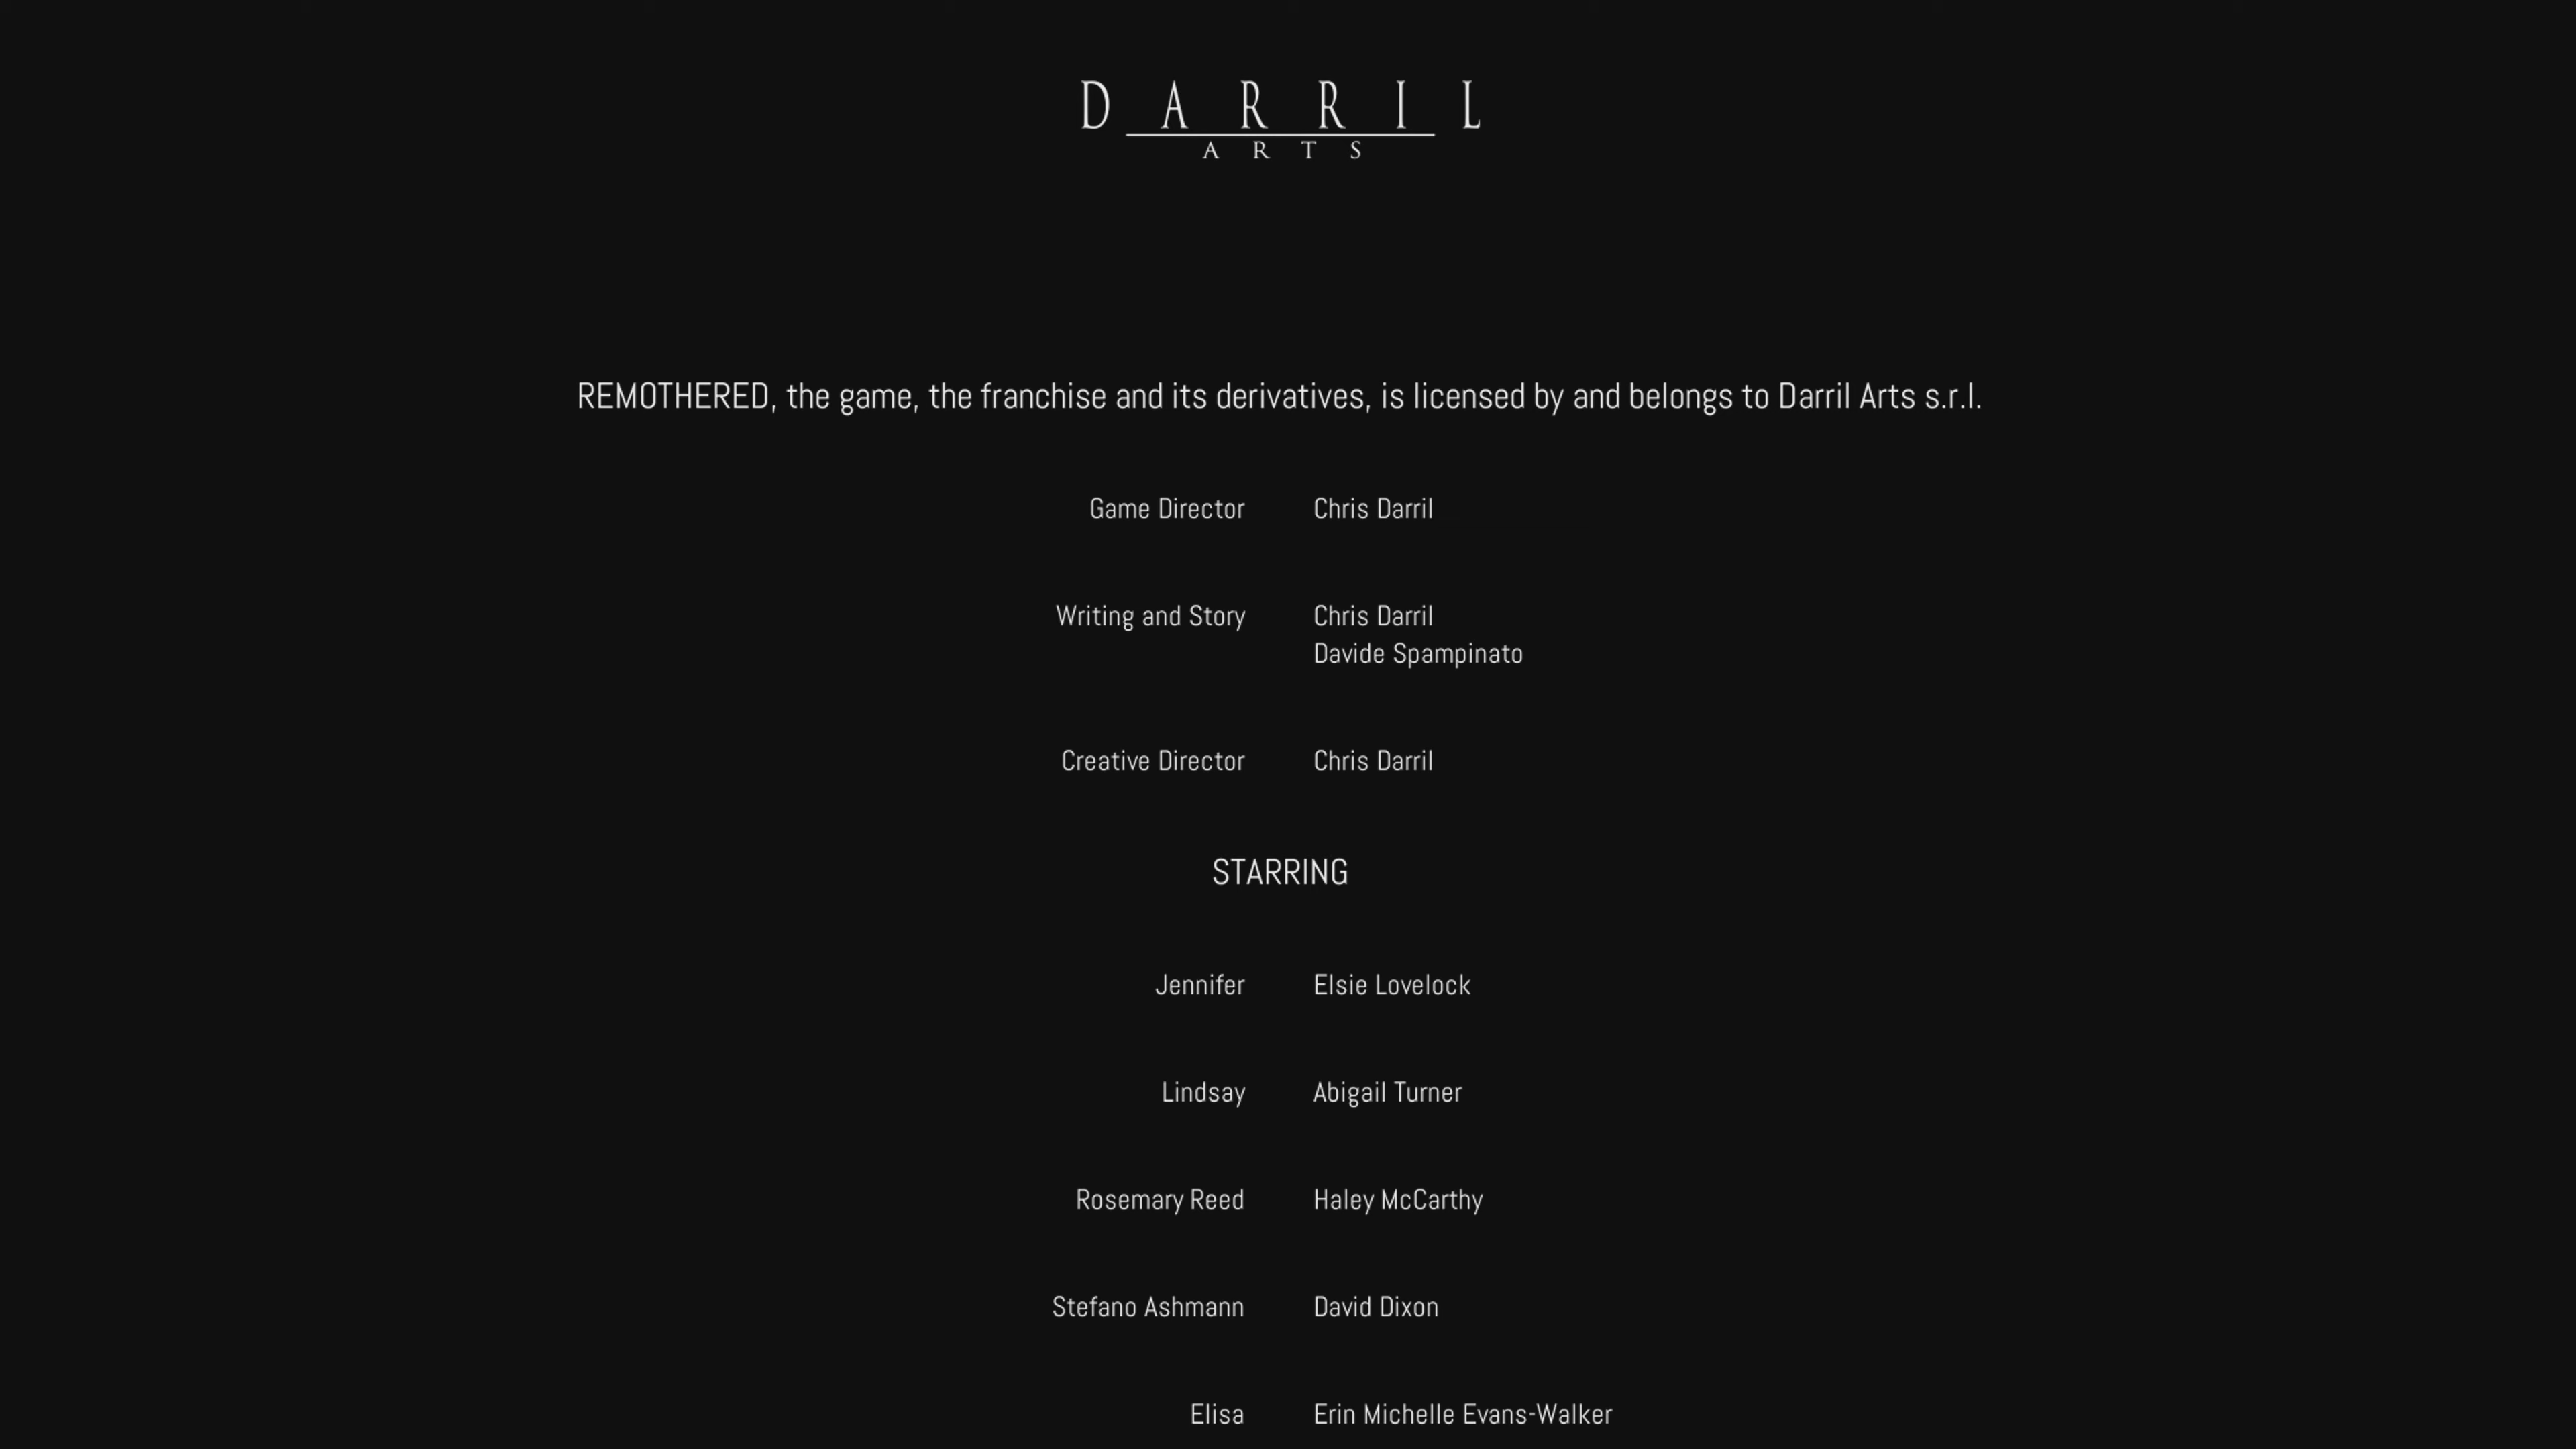 DARRIL
ARTS
REMOTHERED, the game, the franchise and its derivatives, is licensed by and belongs to Darril Arts s.r.l.
Game Director Chris Darril
Writing and Story Chris Darril
Davide Spampinato
Creative Director Chris Darril
STARRING
Jennifer Elsie Lovelock
Lindsay Abigail Turner
Rosemary Reed Haley McCarthy
Stefano Ashmann David Dixon
Elisa Erin Michelle Evans-Walker